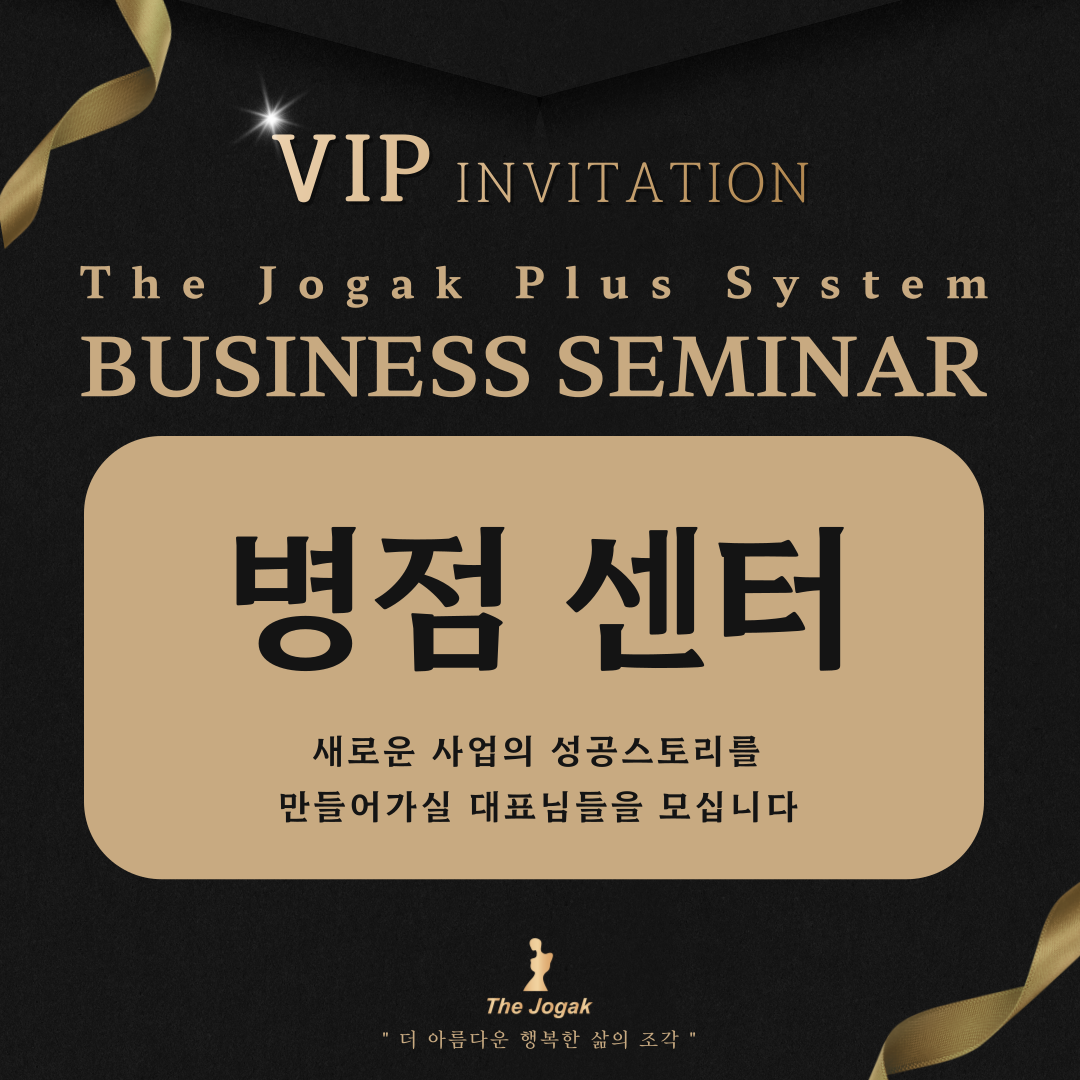 VIP INVITATION
The Jogak Plus System
BUSINESS SEMINAR
병점 센터
새로운 사업의 성공스토리를
만들어가실 대표님들을 모십니다
The Jogak
" 더 아름다운 행복한 삶의 조각 "